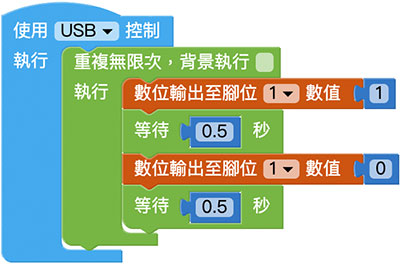 使用 USB 控制
執行 重複無限次，背景執行
執行 數位輸出至腳位 1 數值 1
等待 0.5 秒
數位輸出至腳位 1 數值 0
等待 0.5 秒